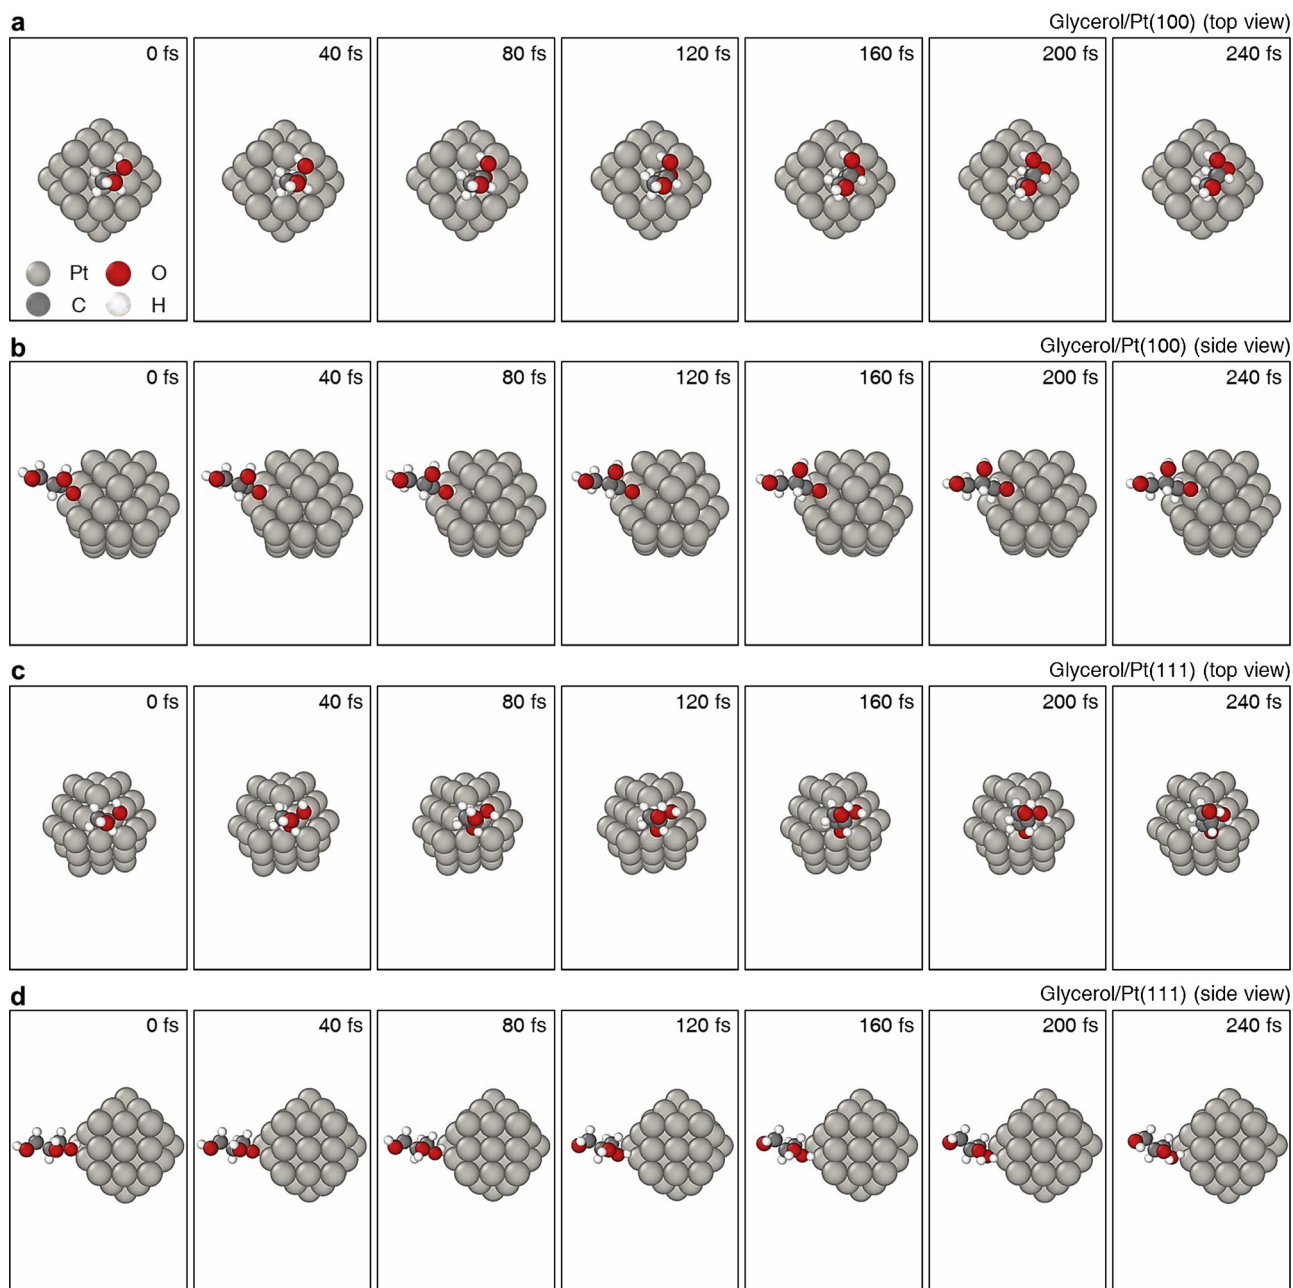 a
Glycerol/Pt(100) (top view)
0 fs 40 fs 80 fs 120 fs 160 fs 200 fs 240 fs
Pt O
C H
b
Glycerol/Pt(100) (side view)
0 fs 40 fs 80 fs 120 fs 160 fs 200 fs 240 fs
c
Glycerol/Pt(111) (top view)
0 fs 40 fs 80 fs 120 fs 160 fs 200 fs 240 fs
d
Glycerol/Pt(111) (side view)
0 fs 40 fs 80 fs 120 fs 160 fs 200 fs 240 fs